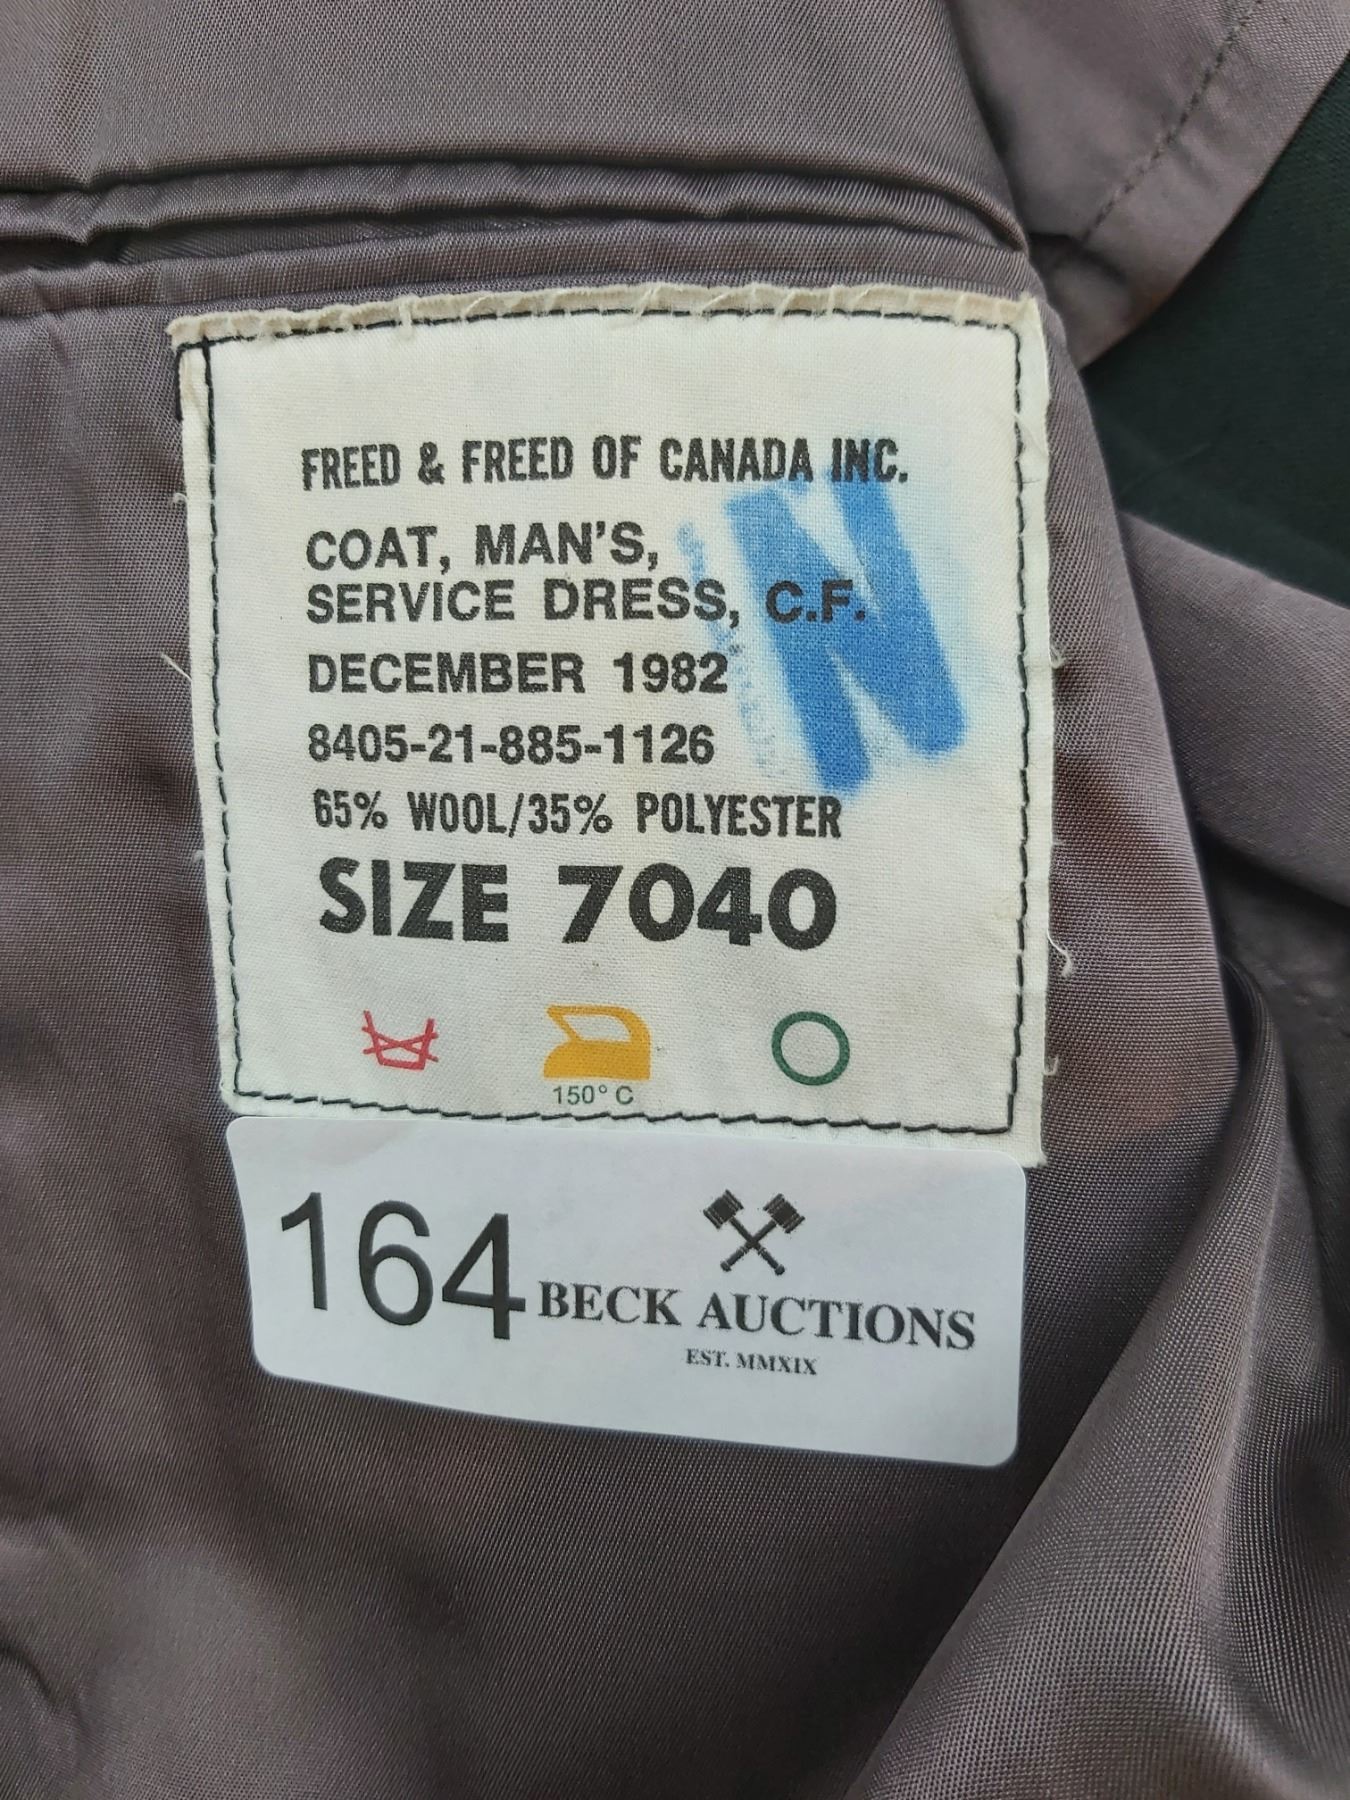 FREED & FREED OF CANADA INC.
COAT, MAN'S,
SERVICE DRESS, C.F.
DECEMBER 1982
8405-21-885-1126
65% WOOL/35% POLYESTER
SIZE 7040
150° C
N
164
BECK AUCTIONS
EST. MMXIX